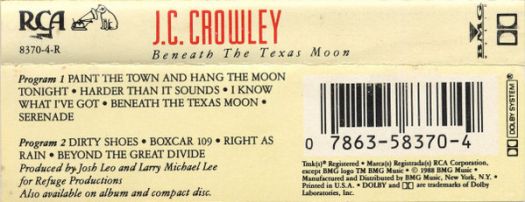 RCA
8370-4-R
J.C. CROWLEY
Beneath The Texas Moon
BMG
Program 1 PAINT THE TOWN AND HANG THE MOON
TONIGHT • HARDER THAN IT SOUNDS • I KNOW
WHAT I'VE GOT • BENEATH THE TEXAS MOON •
SERENADE
Program 2 DIRTY SHOES • BOXCAR 109 • RIGHT AS
RAIN • BEYOND THE GREAT DIVIDE
Produced by Josh Leo and Larry Michael Lee
for Refuge Productions
Also available on album and compact disc.
0 7863-58370-4
DOLBY SYSTEM®
Tmk(s)® Registered • Marca(s) Registrada(s) RCA Corporation,
except BMG logo TM BMG Music • © 1988 BMG Music •
Manufactured and Distributed by BMG Music, New York, N.Y. •
Printed in U.S.A. • DOLBY and are trademarks of Dolby
Laboratories, Inc.